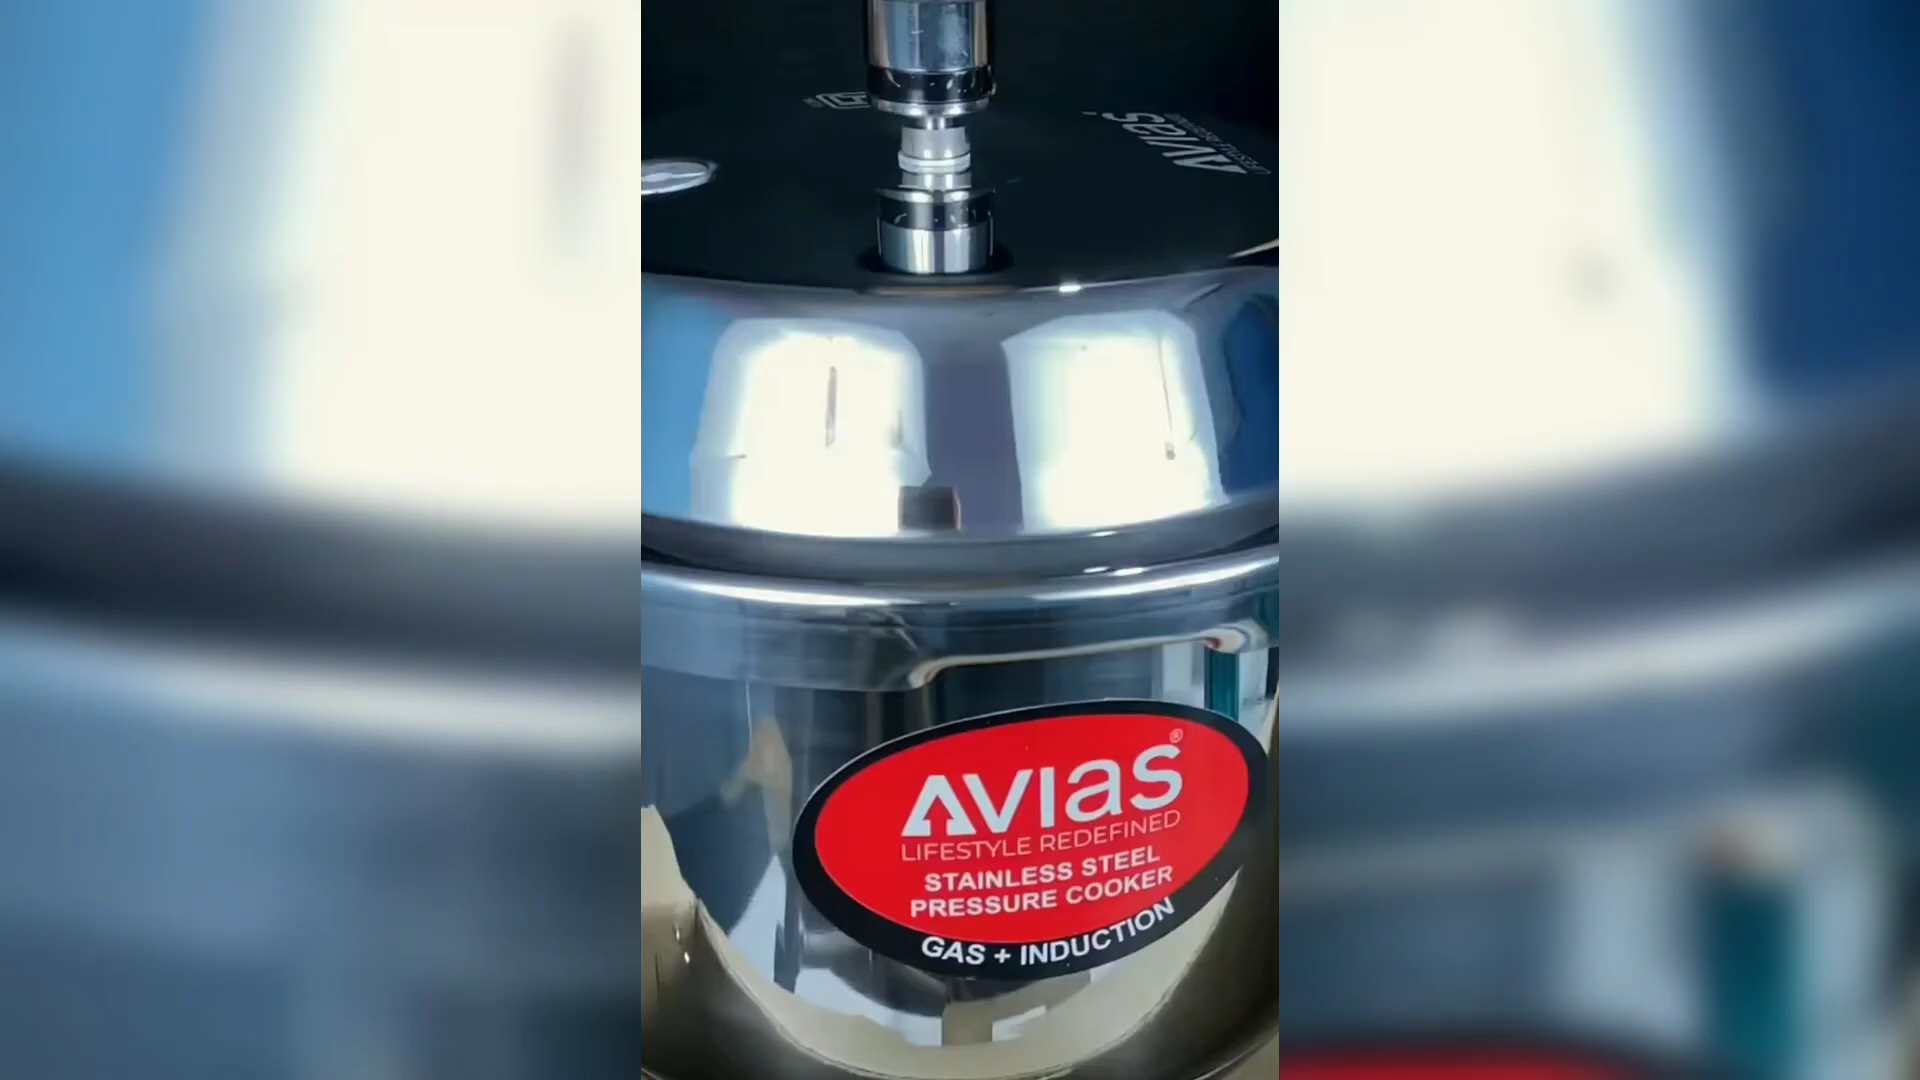 AVIAS
AVIAS®
LIFESTYLE REDEFINED
STAINLESS STEEL
PRESSURE COOKER
GAS + INDUCTION